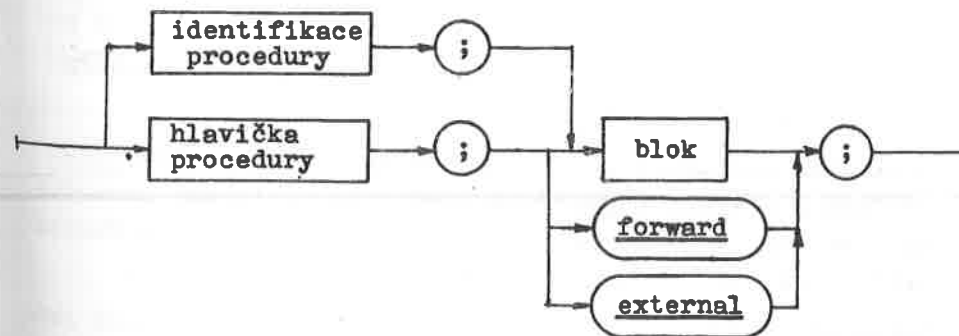 identifikace
procedury
;
hlavička
procedury
;
blok
;
forward
external